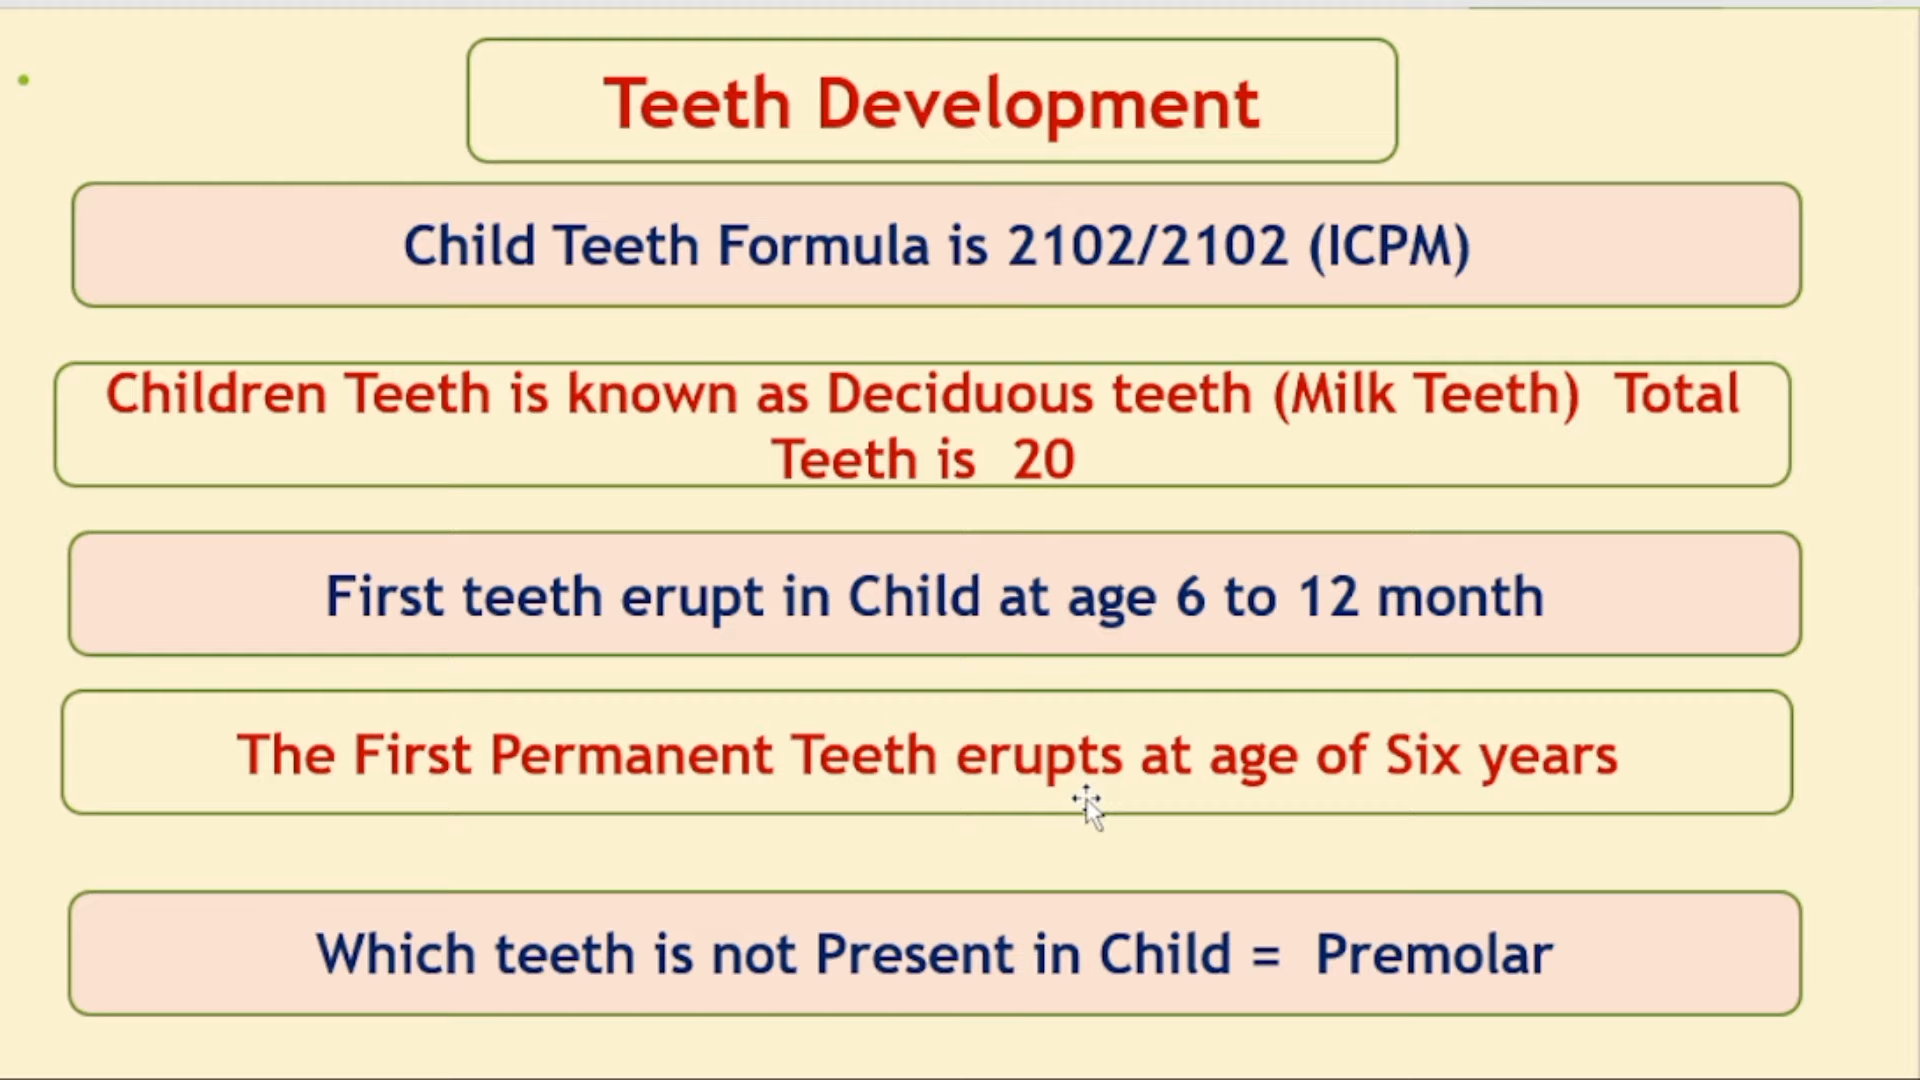 Teeth Development
Child Teeth Formula is 2102/2102 (ICPM)
Children Teeth is known as Deciduous teeth (Milk Teeth) Total
Teeth is 20
First teeth erupt in Child at age 6 to 12 month
The First Permanent Teeth erupts at age of Six years
Which teeth is not Present in Child = Premolar